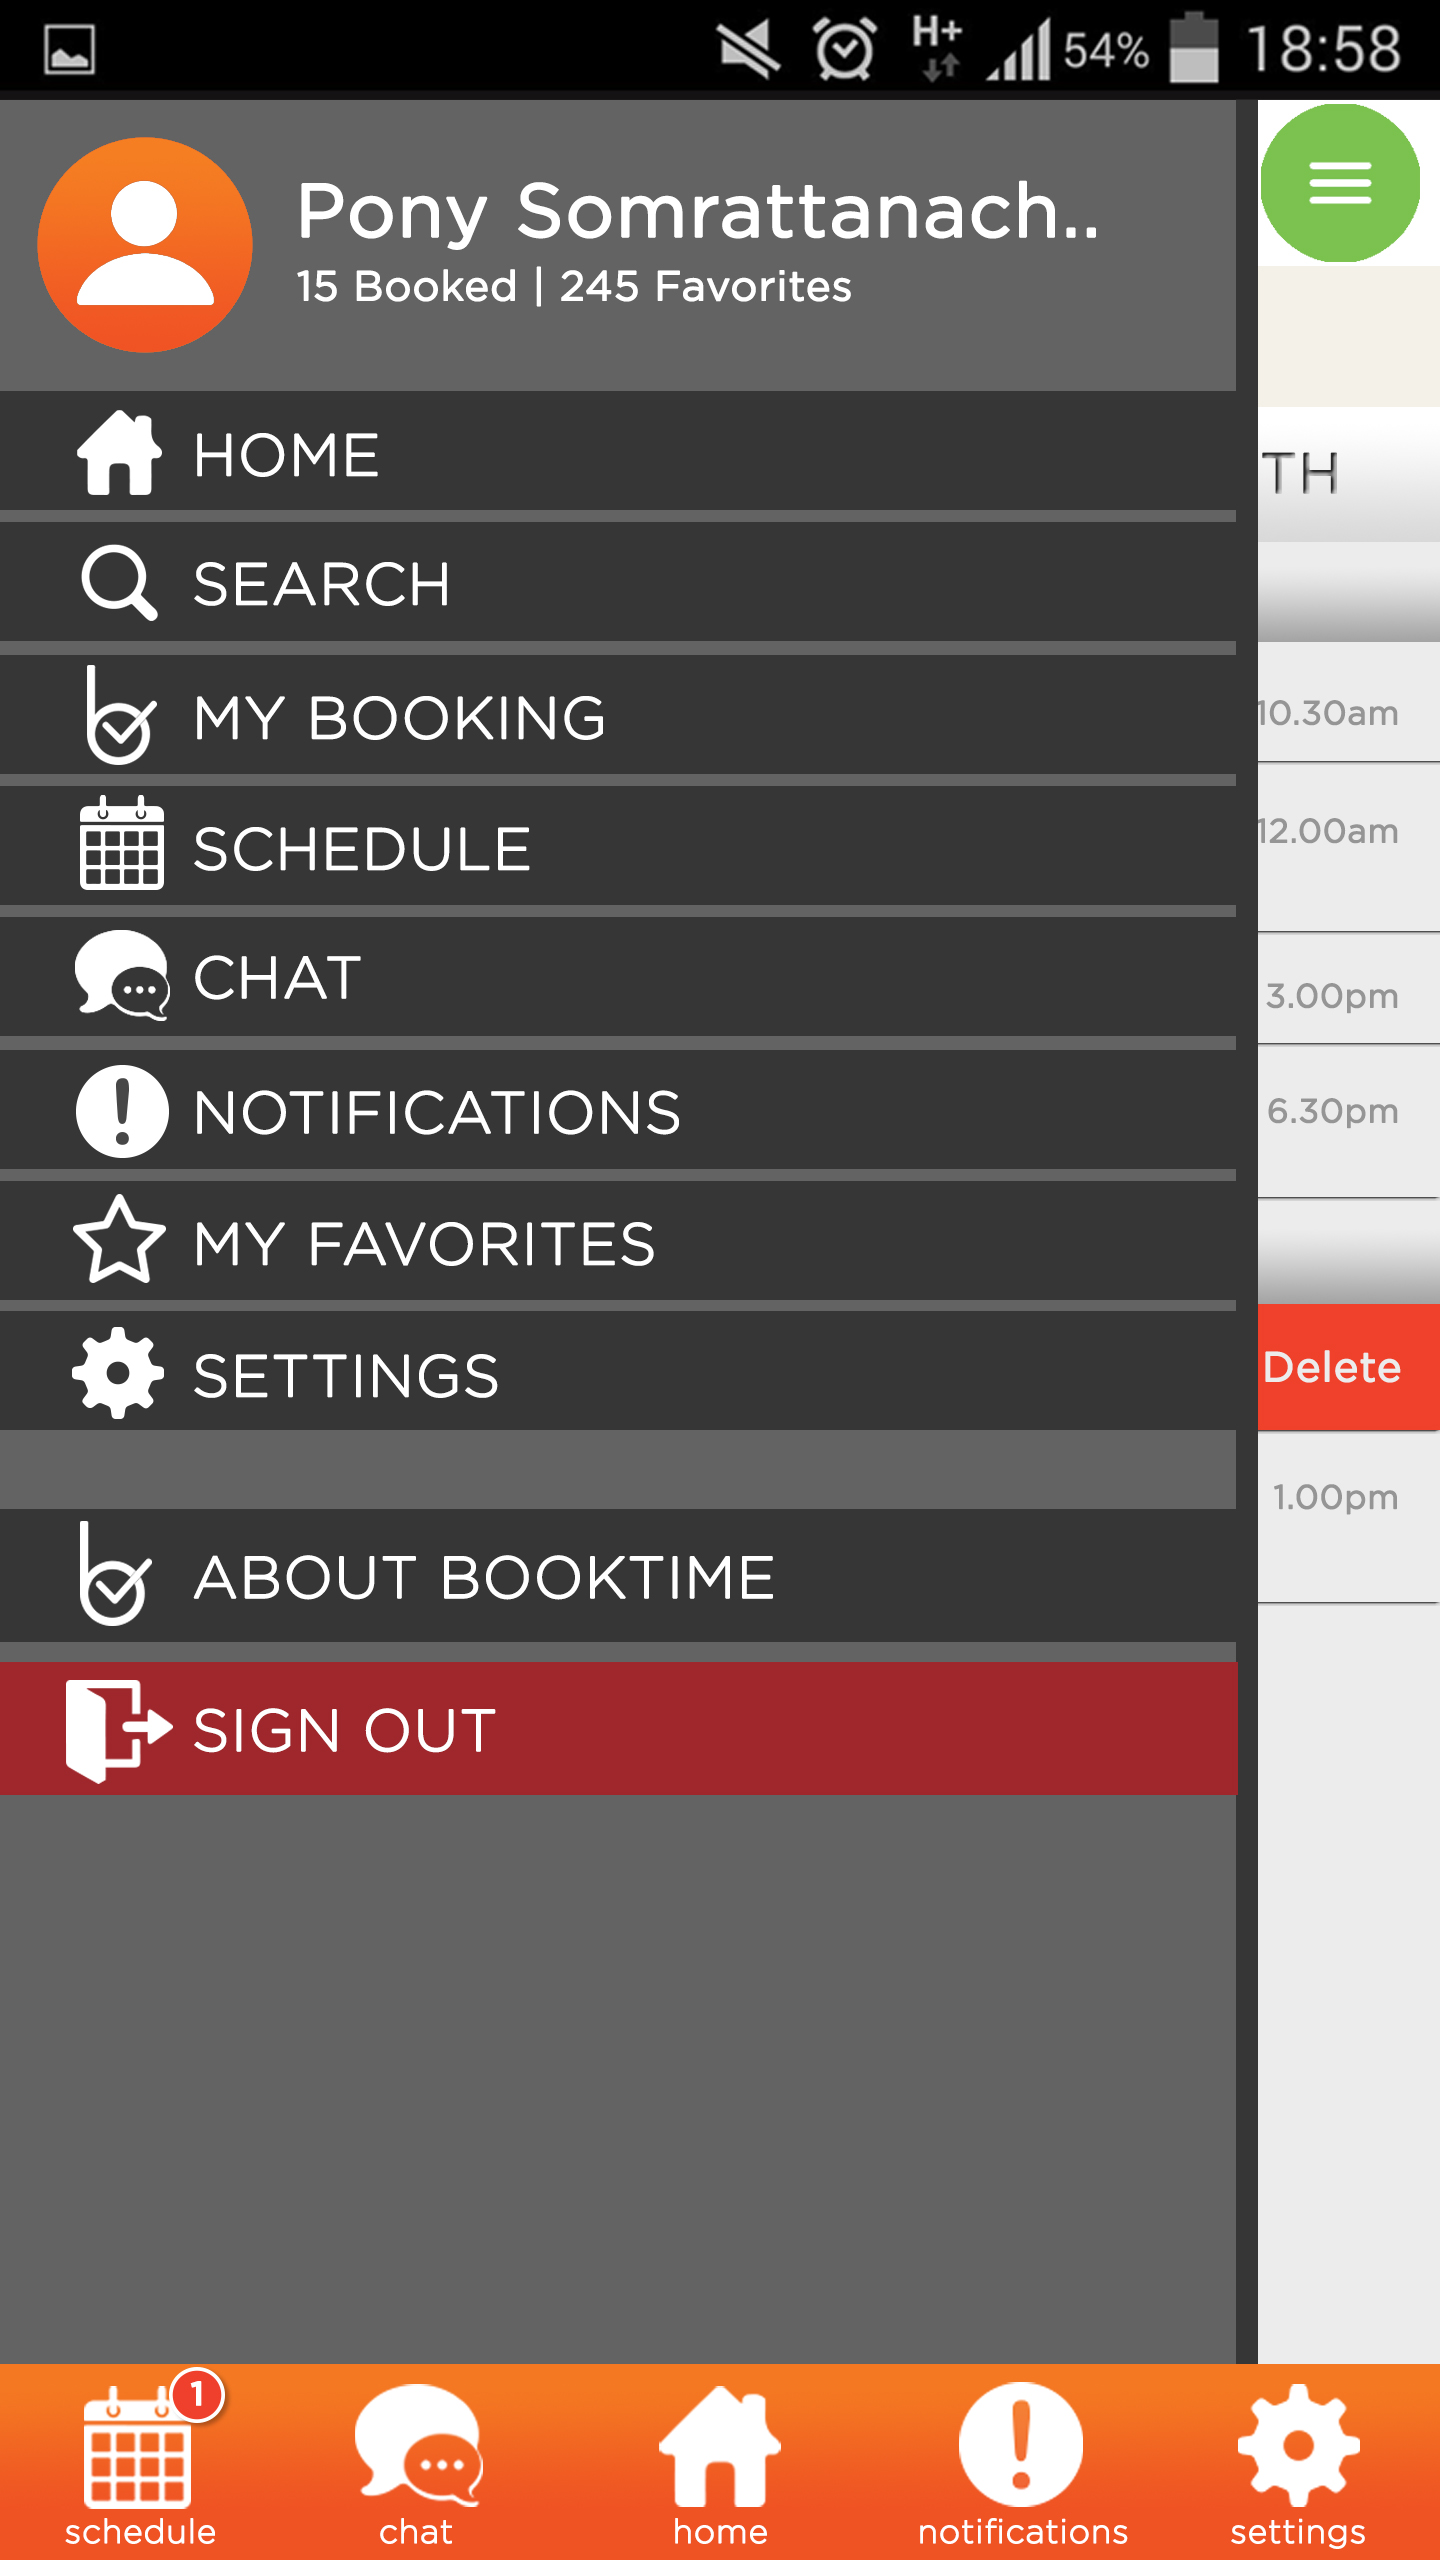 H+ 54% 18:58
Pony Somrattanach..
15 Booked | 245 Favorites
HOME
TH
SEARCH
MY BOOKING
10.30am
SCHEDULE
12.00am
CHAT
3.00pm
NOTIFICATIONS
6.30pm
MY FAVORITES
SETTINGS
Delete
1.00pm
ABOUT BOOKTIME
SIGN OUT
1
schedule chat home notifications settings